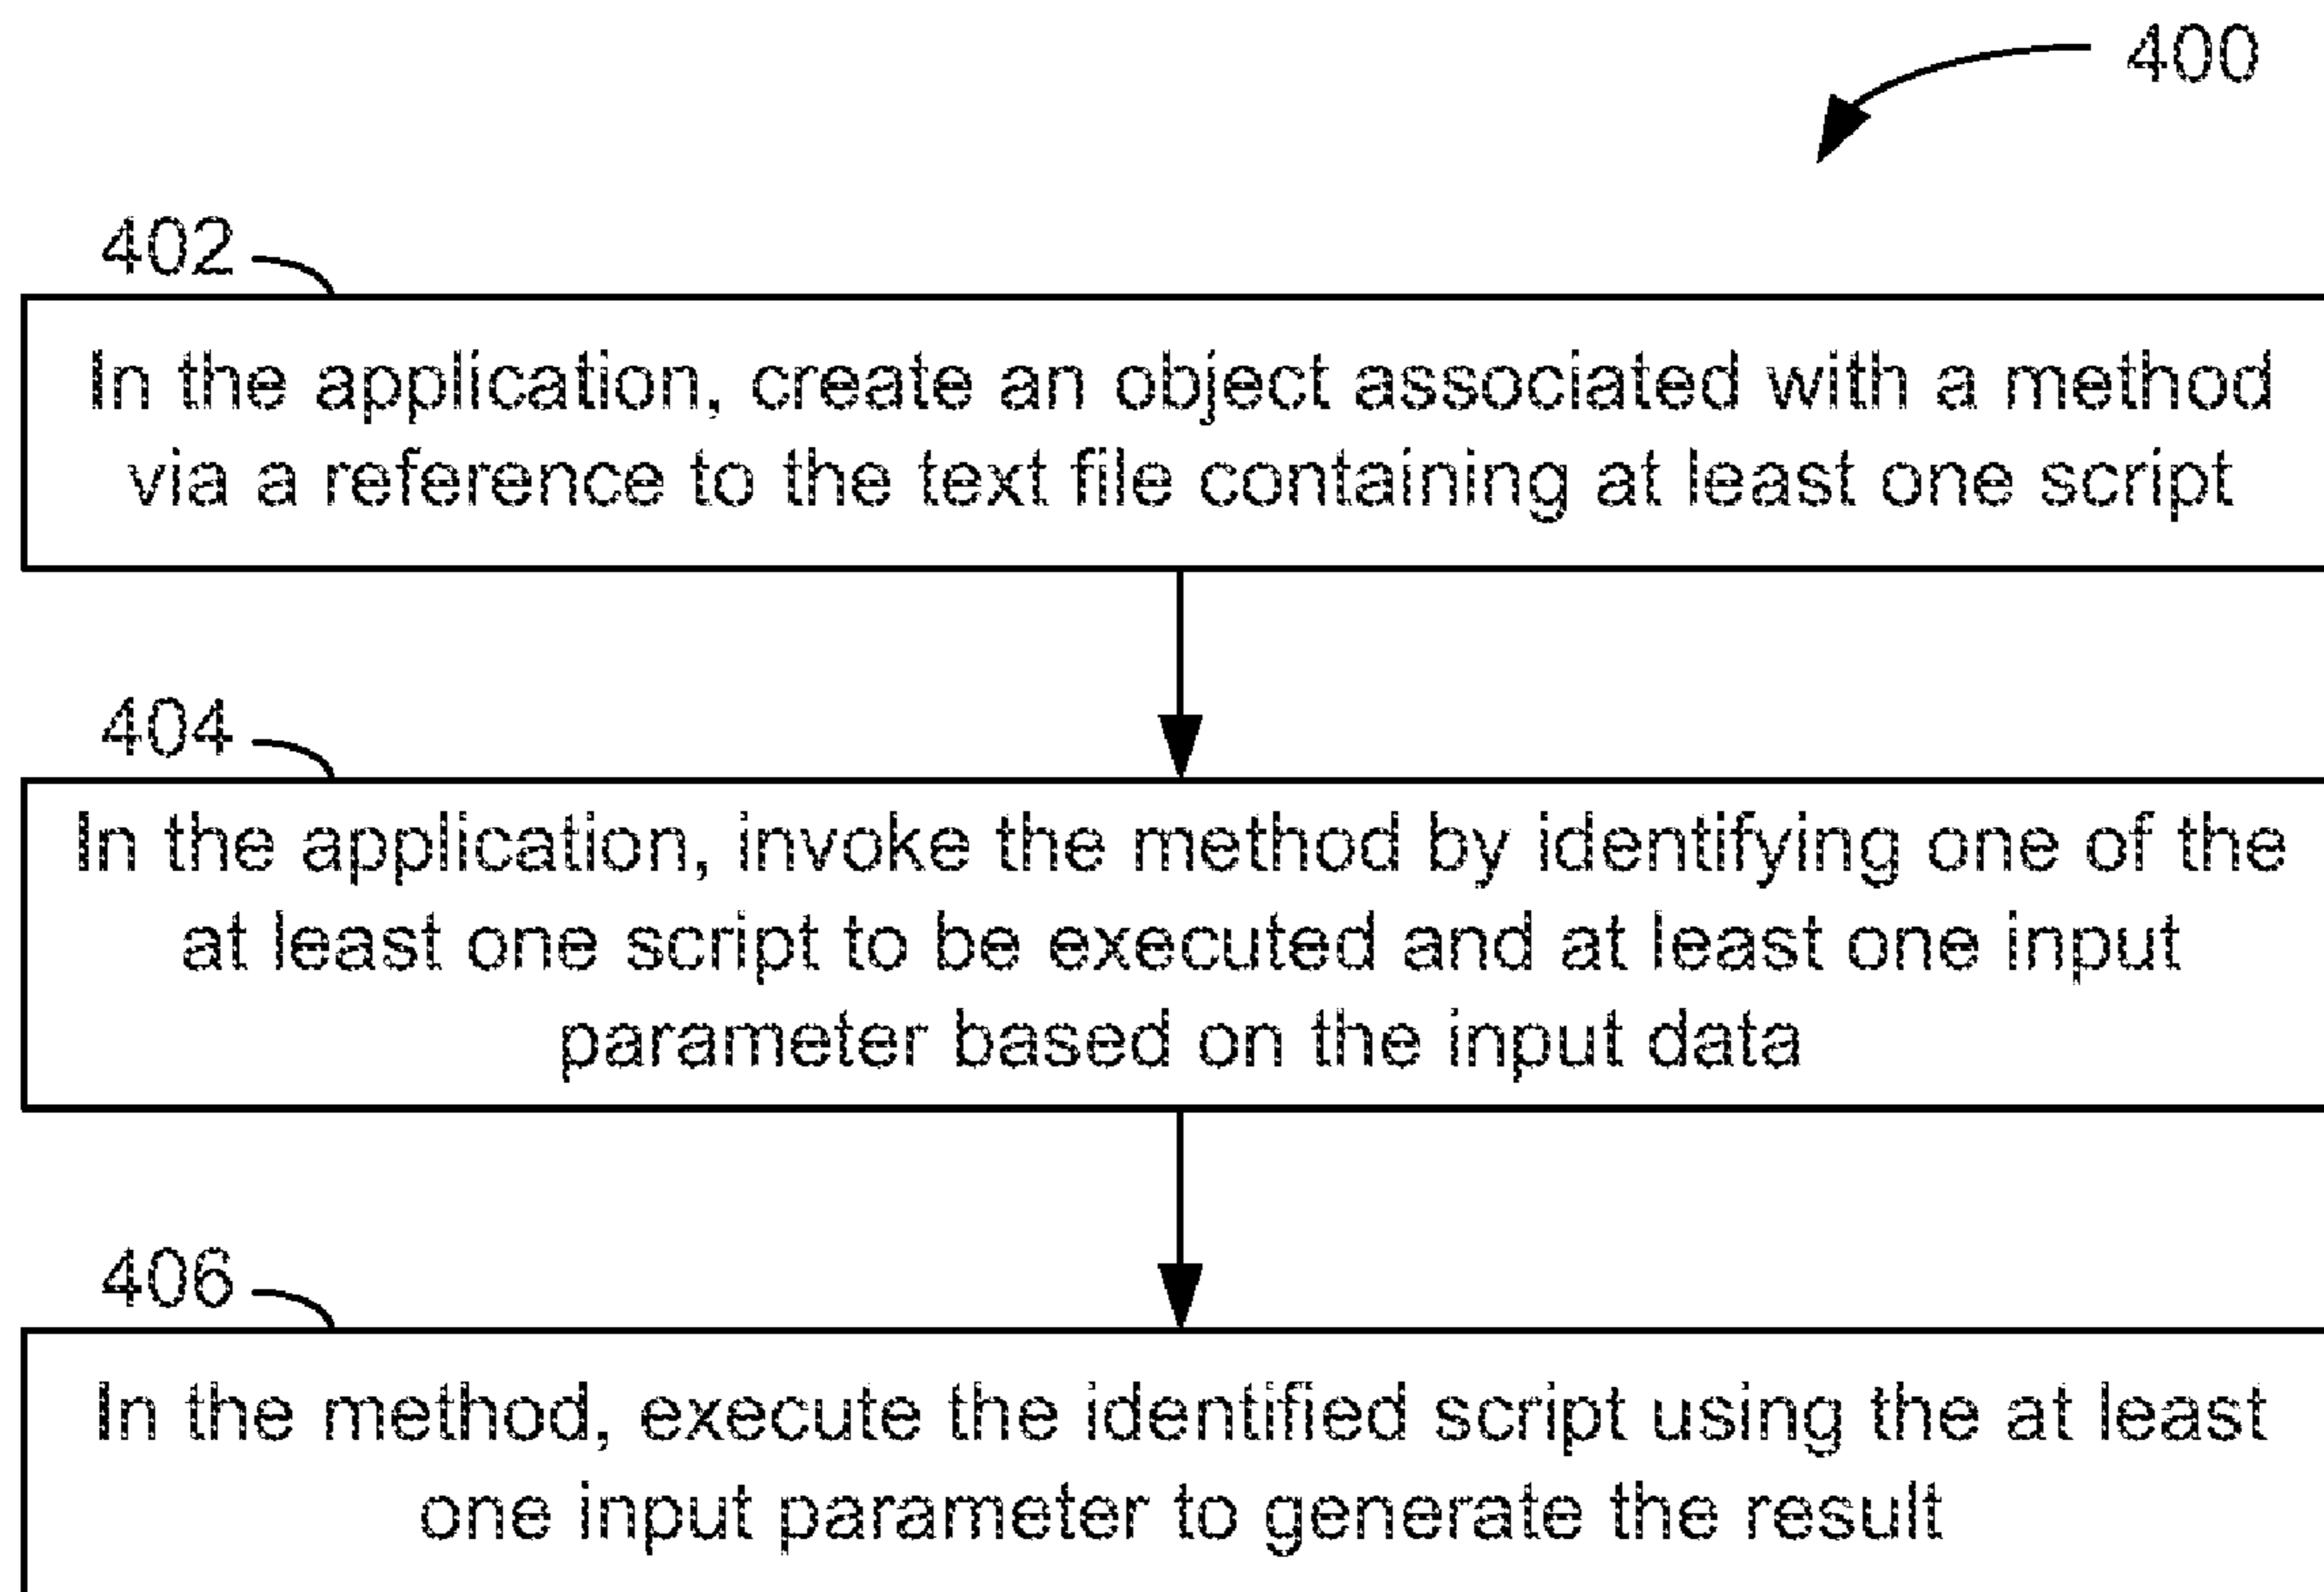 400
402
In the application, create an object associated with a method
via a reference to the text file containing at least one script
404
In the application, invoke the method by identifying one of the
at least one script to be executed and at least one input
parameter based on the input data
406
In the method, execute the identified script using the at least
one input parameter to generate the result